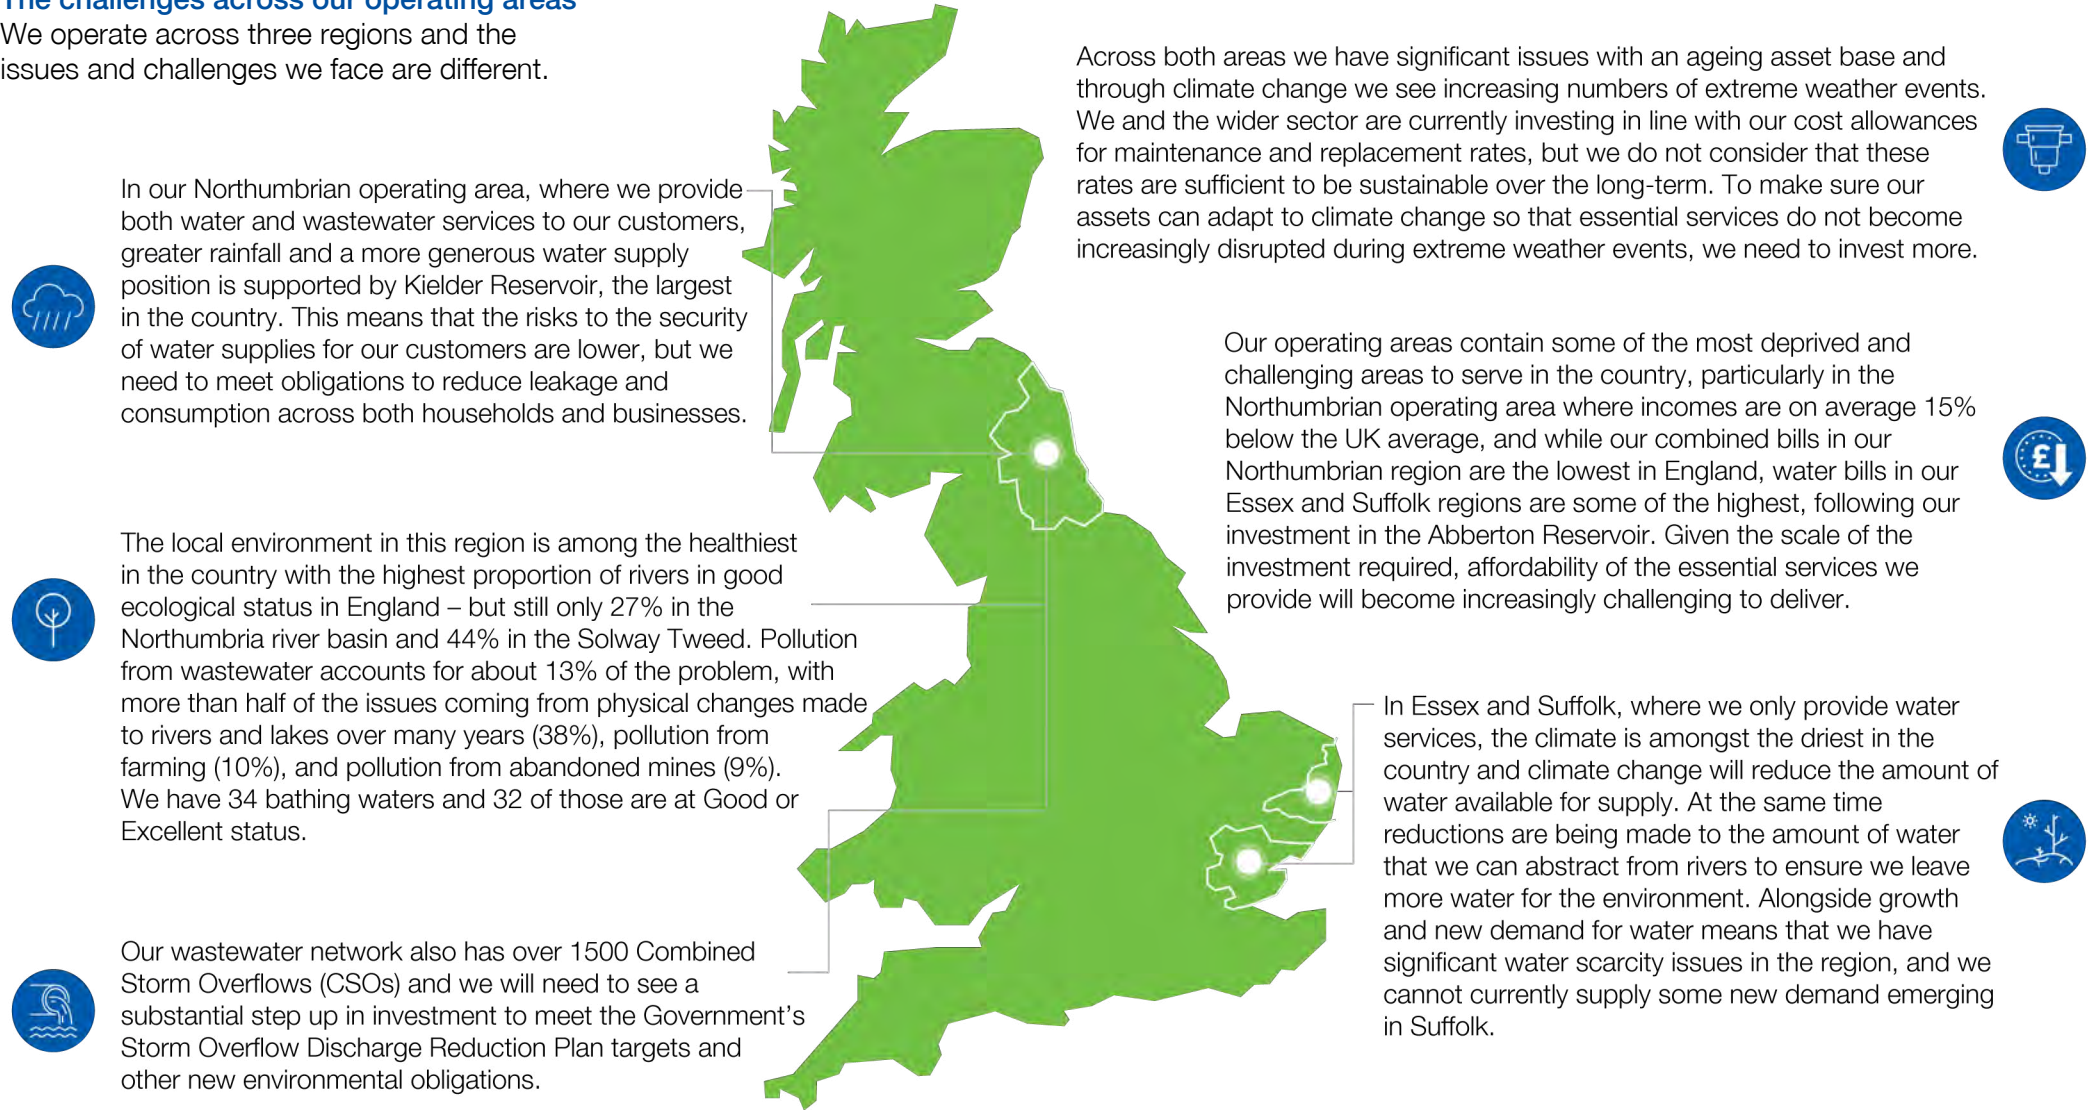 The challenges across our operating areas
We operate across three regions and the
issues and challenges we face are different.
In our Northumbrian operating area, where we provide
both water and wastewater services to our customers,
greater rainfall and a more generous water supply
position is supported by Kielder Reservoir, the largest
in the country. This means that the risks to the security
of water supplies for our customers are lower, but we
need to meet obligations to reduce leakage and
consumption across both households and businesses.
The local environment in this region is among the healthiest
in the country with the highest proportion of rivers in good
ecological status in England – but still only 27% in the
Northumbria river basin and 44% in the Solway Tweed. Pollution
from wastewater accounts for about 13% of the problem, with
more than half of the issues coming from physical changes made
to rivers and lakes over many years (38%), pollution from
farming (10%), and pollution from abandoned mines (9%).
We have 34 bathing waters and 32 of those are at Good or
Excellent status.
Our wastewater network also has over 1500 Combined
Storm Overflows (CSOs) and we will need to see a
substantial step up in investment to meet the Government's
Storm Overflow Discharge Reduction Plan targets and
other new environmental obligations.
Across both areas we have significant issues with an ageing asset base and
through climate change we see increasing numbers of extreme weather events.
We and the wider sector are currently investing in line with our cost allowances
for maintenance and replacement rates, but we do not consider that these
rates are sufficient to be sustainable over the long-term. To make sure our
assets can adapt to climate change so that essential services do not become
increasingly disrupted during extreme weather events, we need to invest more.
Our operating areas contain some of the most deprived and
challenging areas to serve in the country, particularly in the
Northumbrian operating area where incomes are on average 15%
below the UK average, and while our combined bills in our
Northumbrian region are the lowest in England, water bills in our
Essex and Suffolk regions are some of the highest, following our
investment in the Abberton Reservoir. Given the scale of the
investment required, affordability of the essential services we
provide will become increasingly challenging to deliver.
£
In Essex and Suffolk, where we only provide water
services, the climate is amongst the driest in the
country and climate change will reduce the amount of
water available for supply. At the same time
reductions are being made to the amount of water
that we can abstract from rivers to ensure we leave
more water for the environment. Alongside growth
and new demand for water means that we have
significant water scarcity issues in the region, and we
cannot currently supply some new demand emerging
in Suffolk.